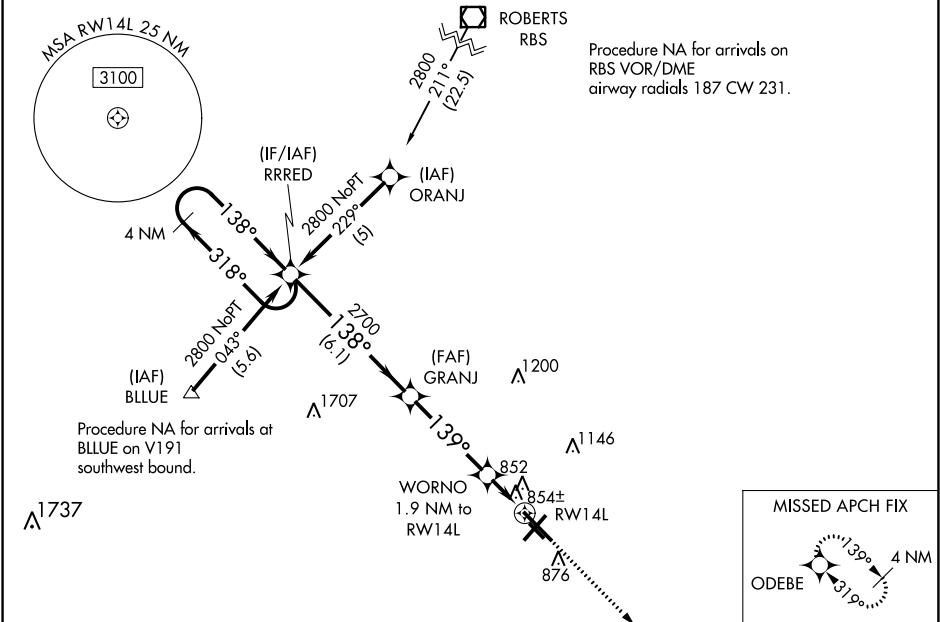 MSA RW14L 25 NM
3100
ROBERTS
RBS
2800
211°
(22.5)
Procedure NA for arrivals on
RBS VOR/DME
airway radials 187 CW 231.
(IF/IAF)
RRRED
(IAF)
ORANJ
2800 NoPT
229°
(5)
138°
4 NM
318°
2800 NoPT
043°
(5.6)
(IAF)
BLLUE
Procedure NA for arrivals at
BLLUE on V191
southwest bound.
2700
138°
(6.1)
(FAF)
GRANJ
1200
1707
139°
1146
852
854±
WORNO
1.9 NM to
RW14L
RW14L
876
1737
MISSED APCH FIX
139°
4 NM
ODEBE
319°